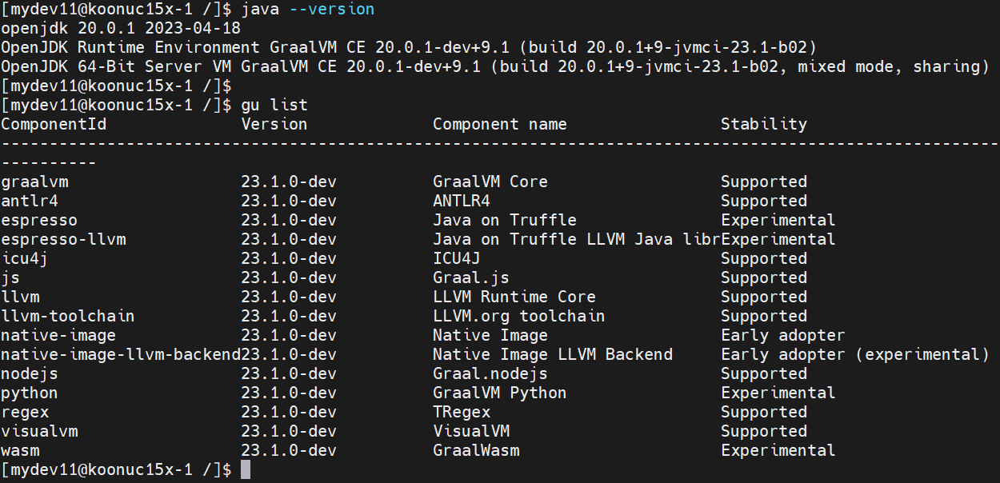 [mydev11@koonuc15x-1 /]$ java --version
openjdk 20.0.1 2023-04-18
OpenJDK Runtime Environment GraalVM CE 20.0.1-dev+9.1 (build 20.0.1+9-jvmci-23.1-b02)
OpenJDK 64-Bit Server VM GraalVM CE 20.0.1-dev+9.1 (build 20.0.1+9-jvmci-23.1-b02, mixed mode, sharing)
[mydev11@koonuc15x-1 /]$
[mydev11@koonuc15x-1 /]$ gu list
ComponentId              Version             Component name                Stability
--------------------------------------------------------------------------------------------------------
----------
graalvm                  23.1.0-dev          GraalVM Core                  Supported
antlr4                   23.1.0-dev          ANTLR4                        Supported
espresso                 23.1.0-dev          Java on Truffle               Experimental
espresso-llvm            23.1.0-dev          Java on Truffle LLVM Java librExperimental
icu4j                    23.1.0-dev          ICU4J                         Supported
js                       23.1.0-dev          Graal.js                      Supported
llvm                     23.1.0-dev          LLVM Runtime Core             Supported
llvm-toolchain           23.1.0-dev          LLVM.org toolchain            Supported
native-image             23.1.0-dev          Native Image                  Early adopter
native-image-llvm-backend23.1.0-dev          Native Image LLVM Backend     Early adopter (experimental)
nodejs                   23.1.0-dev          Graal.nodejs                  Supported
python                   23.1.0-dev          GraalVM Python                Experimental
regex                    23.1.0-dev          TRegex                        Supported
visualvm                 23.1.0-dev          VisualVM                      Supported
wasm                     23.1.0-dev          GraalWasm                     Experimental
[mydev11@koonuc15x-1 /]$